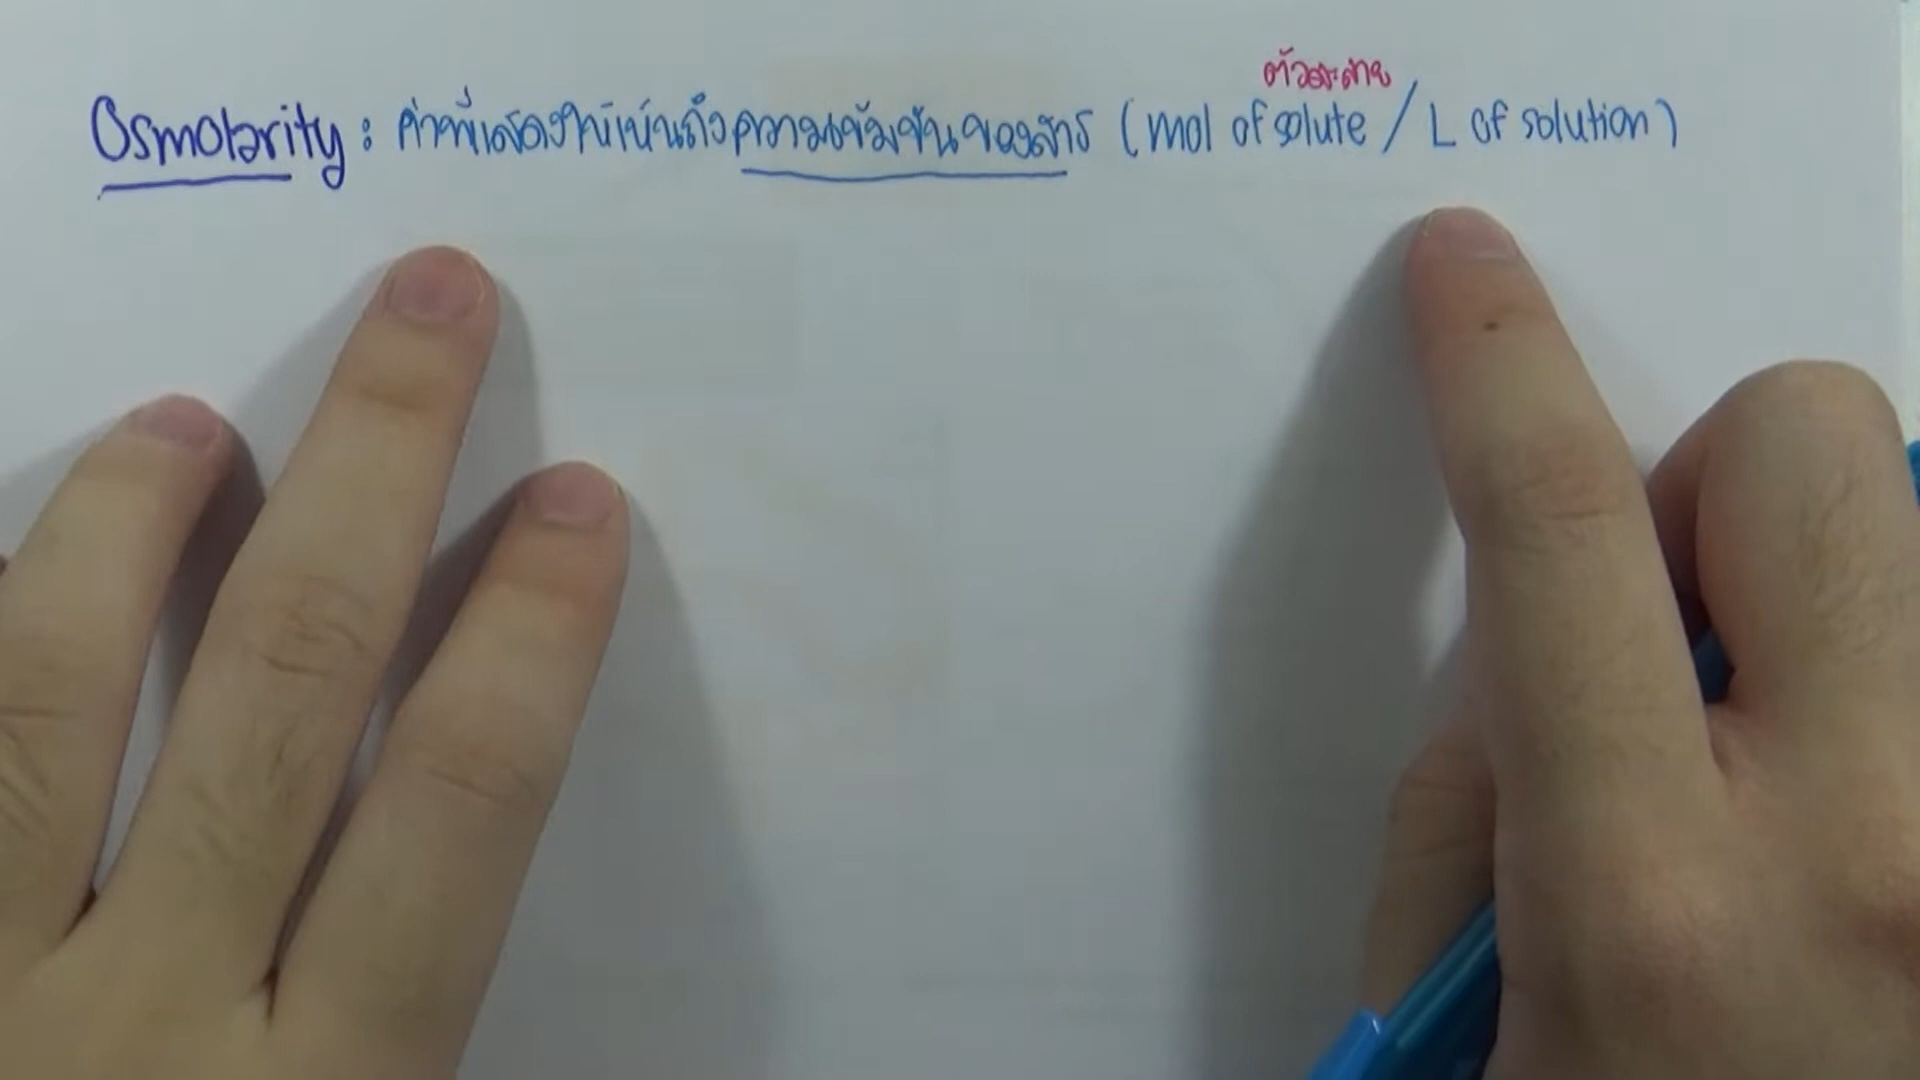 ตัวละลาย
Osmolarity : ค่าที่แสดงให้เห็นถึงความเข้มข้นของสาร (mol of solute / L of solution)